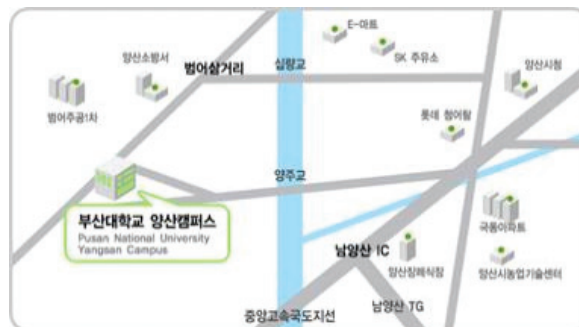 E-마트
SK 주유소
양산소방서
범어삼거리
십량교
양산시청
범어주공1차
롯데 청어람
양주교
부산대학교 양산캠퍼스
Pusan National University
Yangsan Campus
국동아파트
남양산 IC
양산장례식장
양산시농업기술센터
남양산 TG
중앙고속국도지선